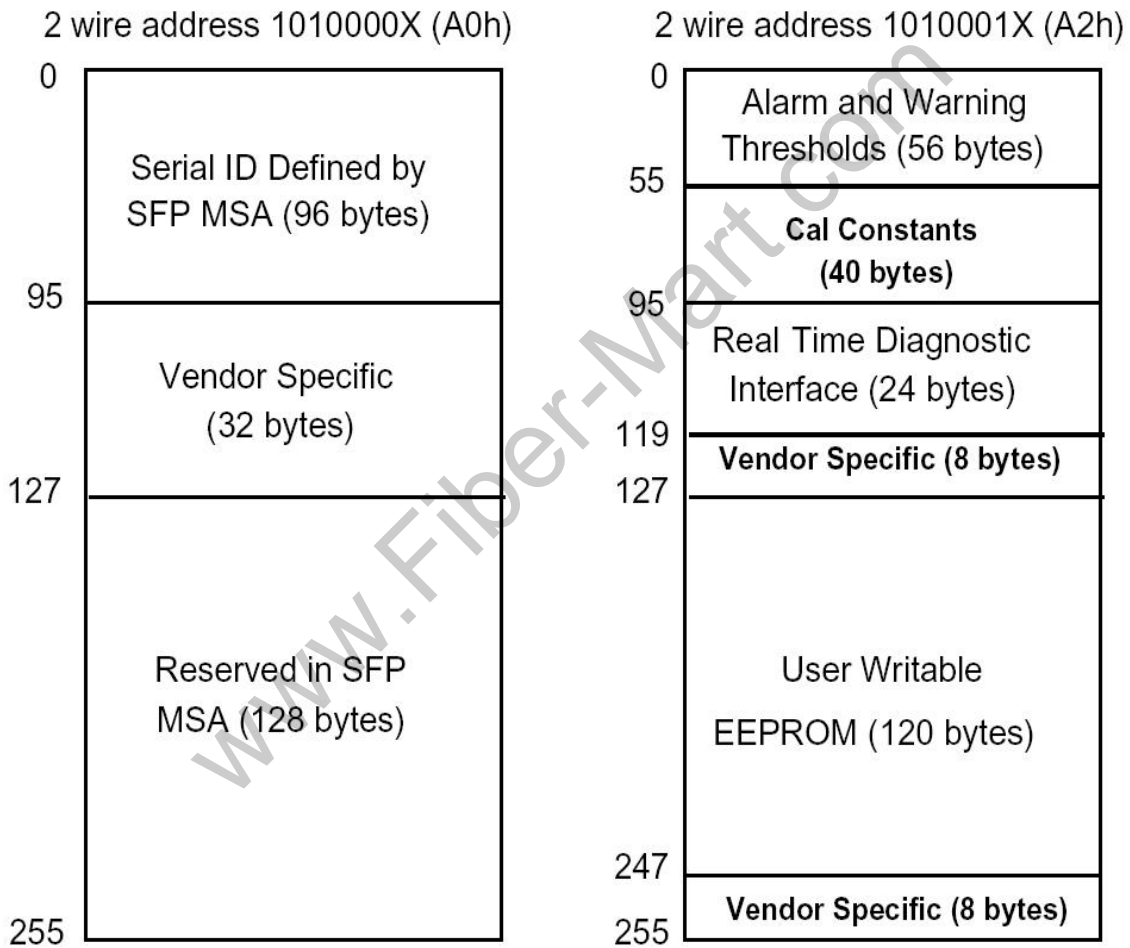 2 wire address 1010000X (A0h)
0
Serial ID Defined by
SFP MSA (96 bytes)
95
Vendor Specific
(32 bytes)
127
Reserved in SFP
MSA (128 bytes)
255
2 wire address 1010001X (A2h)
0
Alarm and Warning
Thresholds (56 bytes)
55
Cal Constants
(40 bytes)
95
Real Time Diagnostic
Interface (24 bytes)
119
Vendor Specific (8 bytes)
127
User Writable
EEPROM (120 bytes)
247
Vendor Specific (8 bytes)
255
www.Fiber-Mart.com